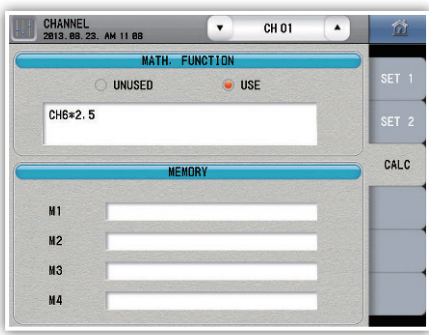 CHANNEL
2013. 08. 23. AM 11 08
CH 01
MATH. FUNCTION
UNUSED
USE
CH6*2.5
MEMORY
M1
M2
M3
M4
SET 1
SET 2
CALC